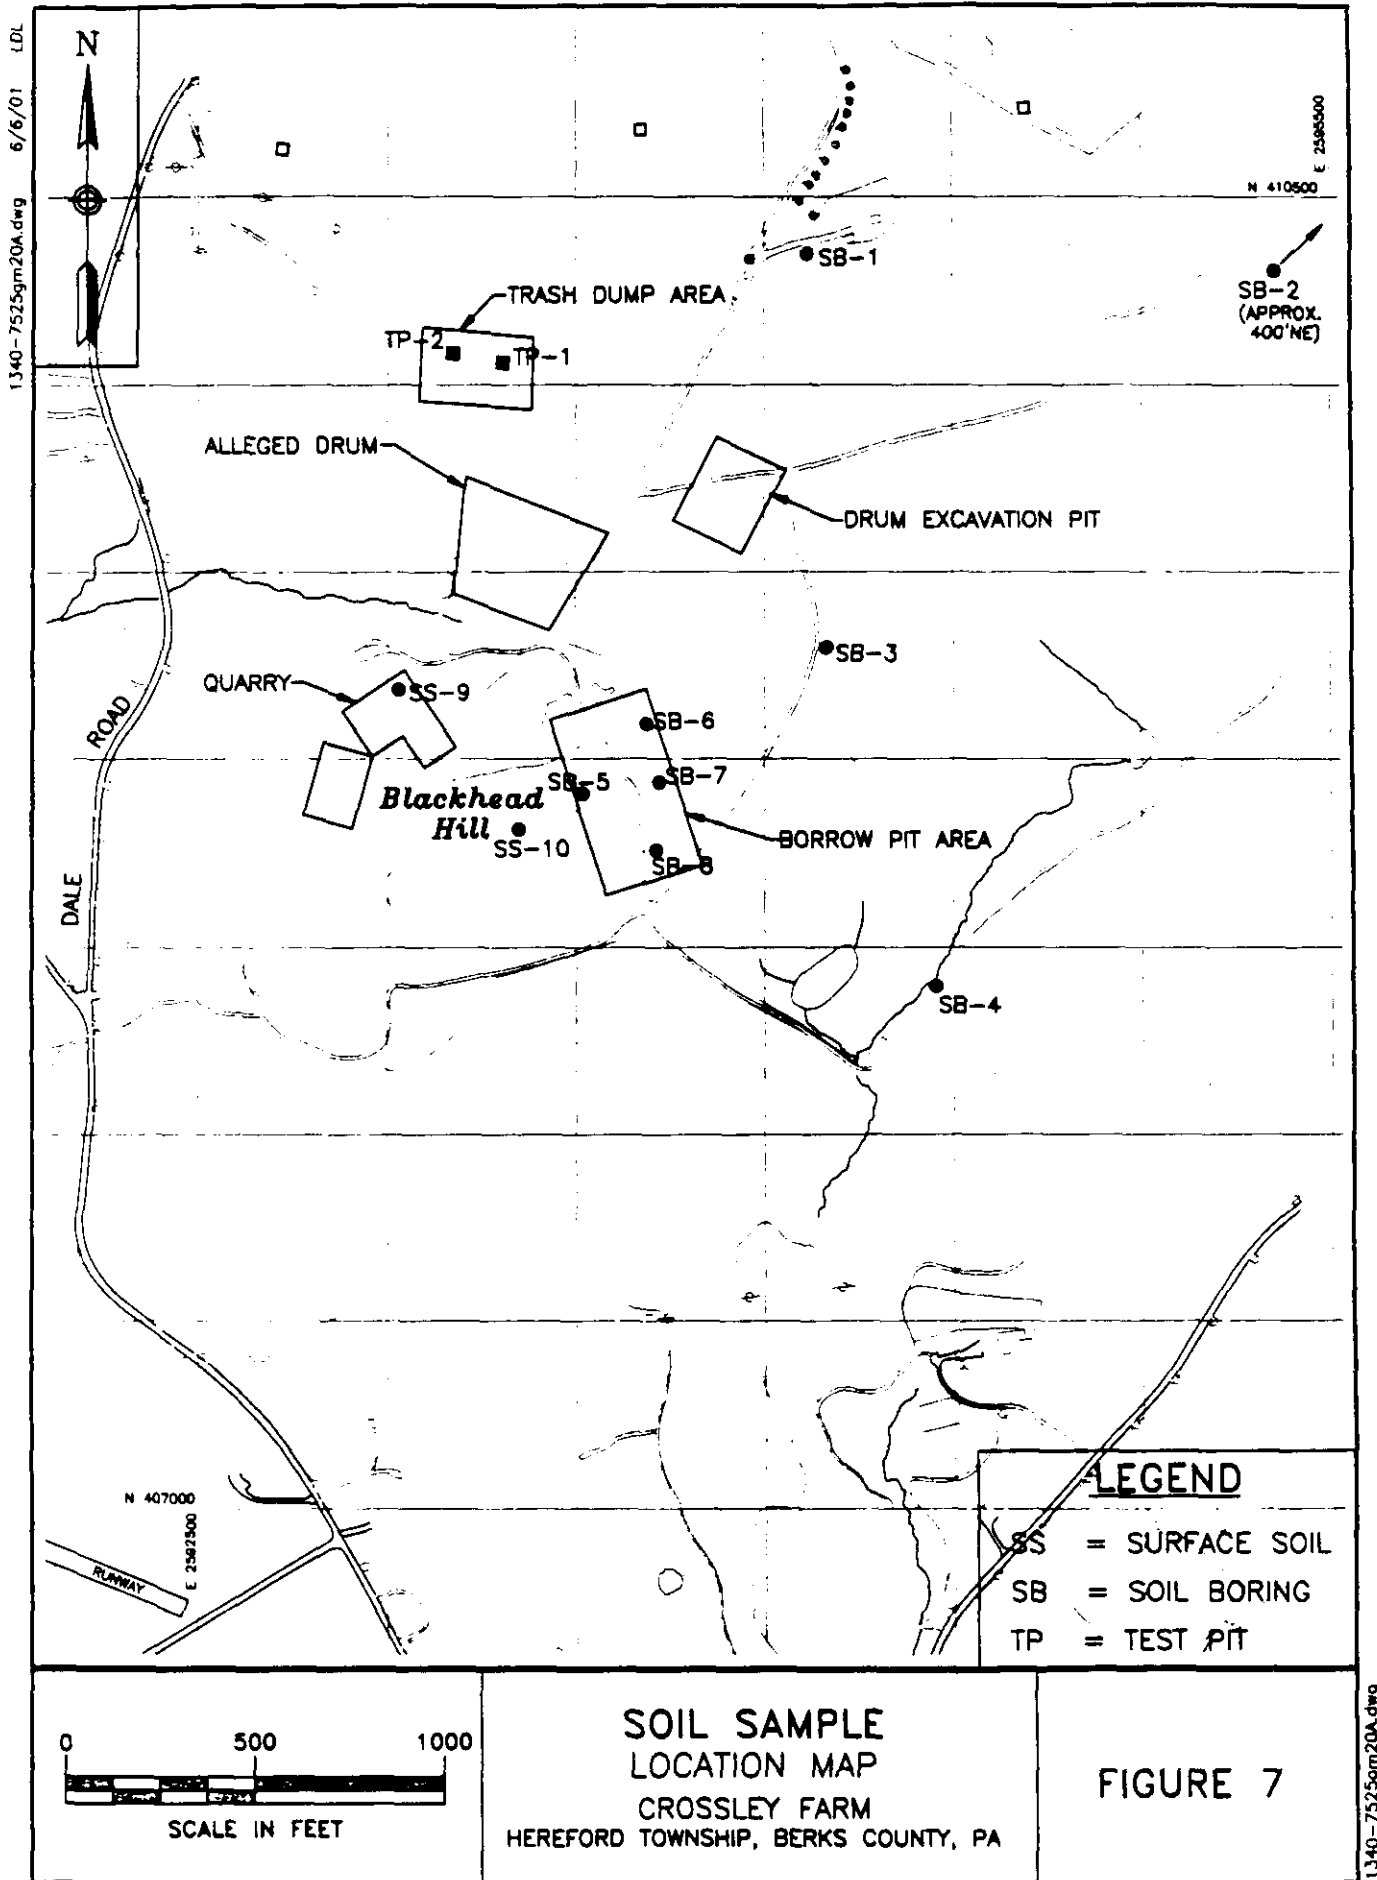 1340-7525gm20A.dwg 6/6/01 LDL
N
E 2595500
N 410500
SB-1
SB-2
(APPROX.
400'NE)
TRASH DUMP AREA
TP-2
TP-1
ALLEGED DRUM
DRUM EXCAVATION PIT
SB-3
QUARRY
SS-9
SB-6
ROAD
SB-5
SB-7
Blackhead
Hill
SS-10
BORROW PIT AREA
SB-8
DALE
SB-4
N 407000
E 2592500
RUNWAY
LEGEND
SS = SURFACE SOIL
SB = SOIL BORING
TP = TEST PIT
0 500 1000
SCALE IN FEET
SOIL SAMPLE
LOCATION MAP
CROSSLEY FARM
HEREFORD TOWNSHIP, BERKS COUNTY, PA
FIGURE 7
1340-7525gm20A.dwg